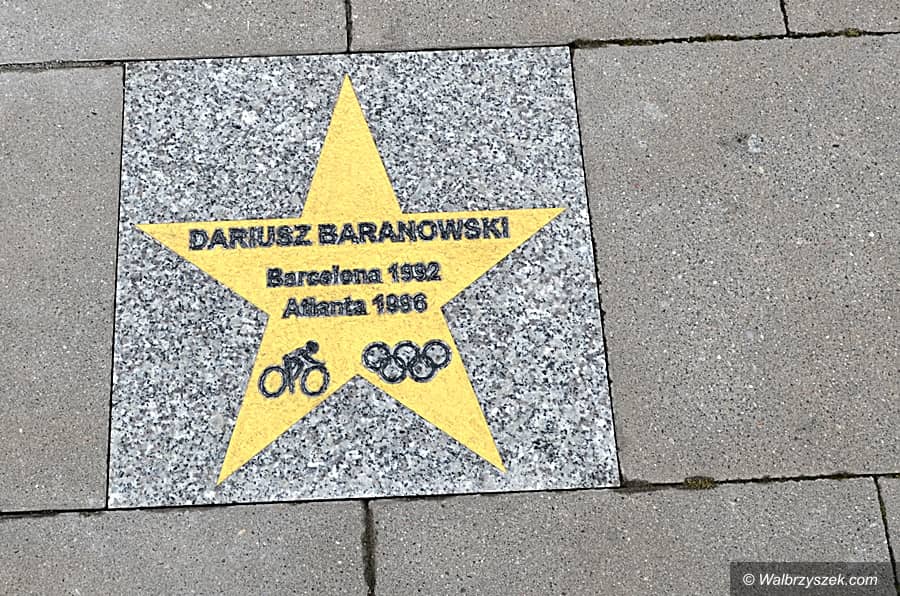 DARIUSZ BARANOWSKI
Barcelona 1992
Atlanta 1996
© Walbrzyszek.com